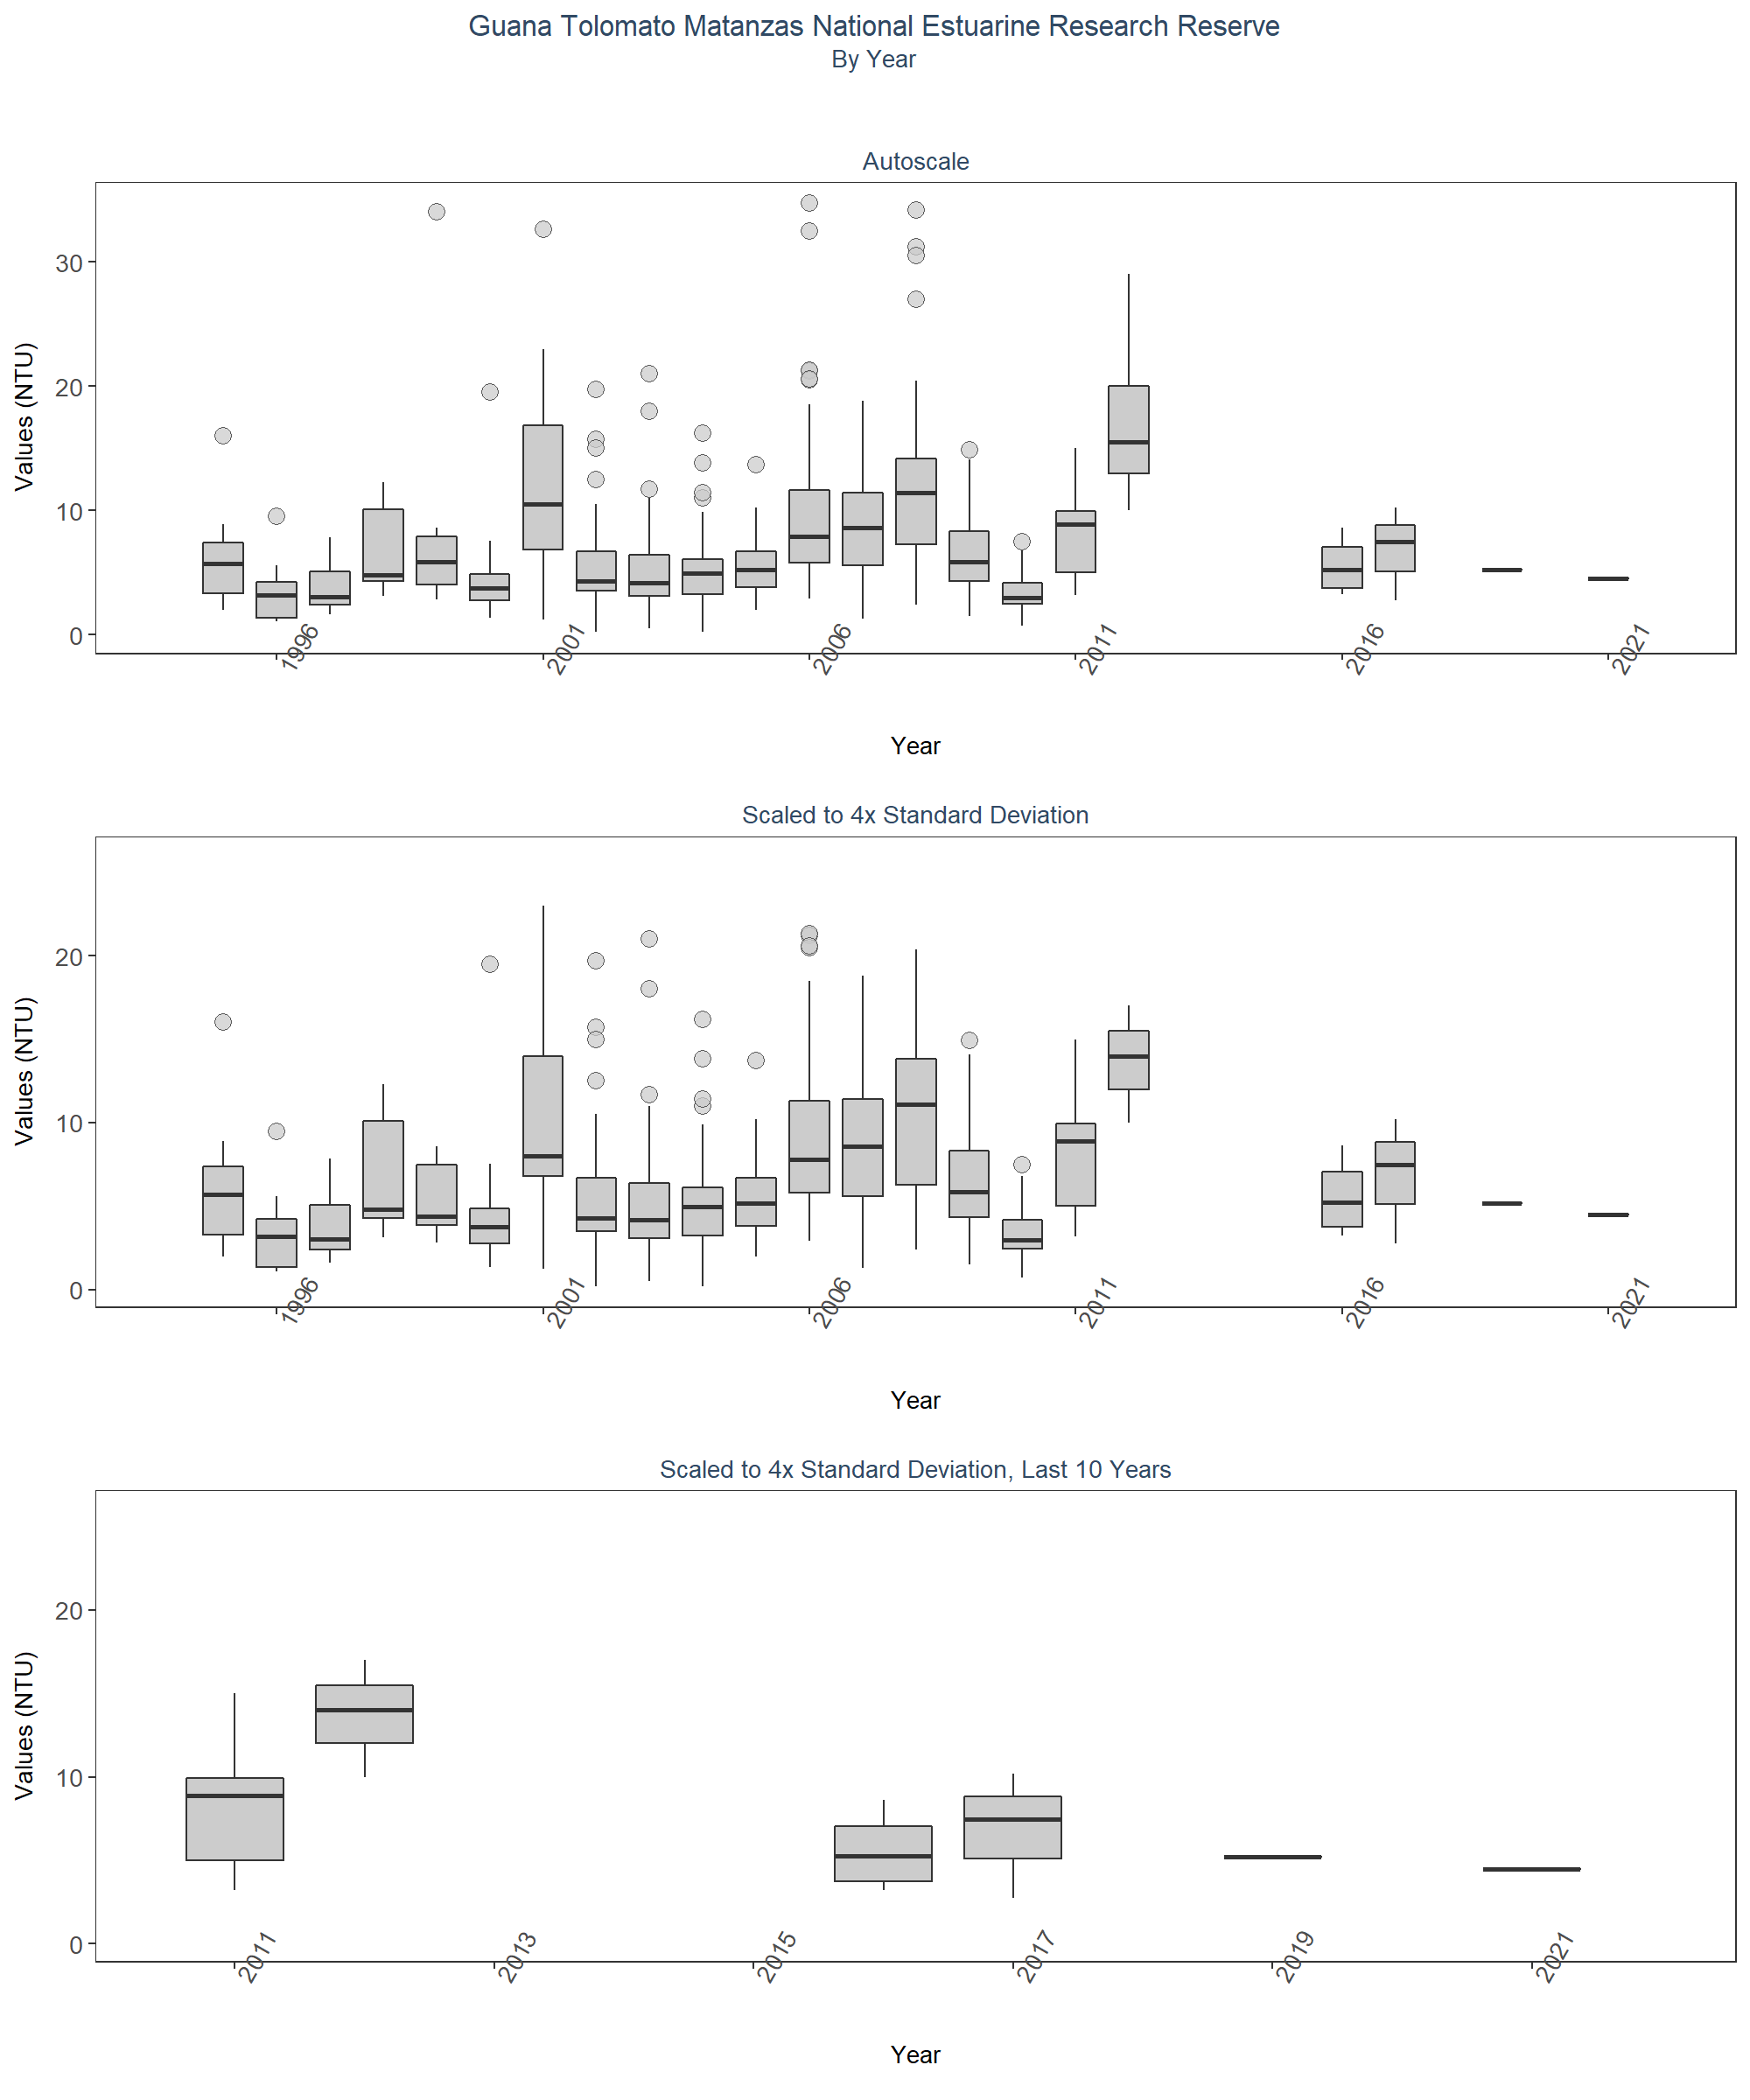 Guana Tolomato Matanzas National Estuarine Research Reserve
By Year
Autoscale
Values (NTU)
30
20
10
0
1996 2001 2006 2011 2016 2021
Year
Scaled to 4x Standard Deviation
Values (NTU)
20
10
0
1996 2001 2006 2011 2016 2021
Year
Scaled to 4x Standard Deviation, Last 10 Years
Values (NTU)
20
10
0
2011 2013 2015 2017 2019 2021
Year